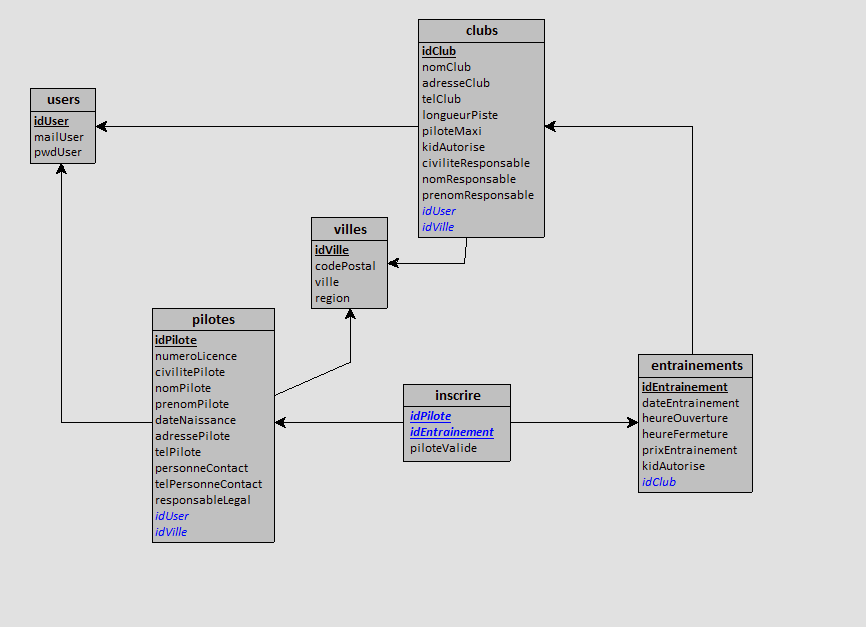 clubs
idClub
nomClub
adresseClub
telClub
longueurPiste
piloteMaxi
kidAutorise
civiliteResponsable
nomResponsable
prenomResponsable
idUser
idVille
users
idUser
mailUser
pwdUser
villes
idVille
codePostal
ville
region
pilotes
idPilote
numeroLicence
civilitePilote
nomPilote
prenomPilote
dateNaissance
adressePilote
telPilote
personneContact
telPersonneContact
responsableLegal
idUser
idVille
inscrire
idPilote
idEntrainement
piloteValide
entrainements
idEntrainement
dateEntrainement
heureOuverture
heureFermeture
prixEntrainement
kidAutorise
idClub